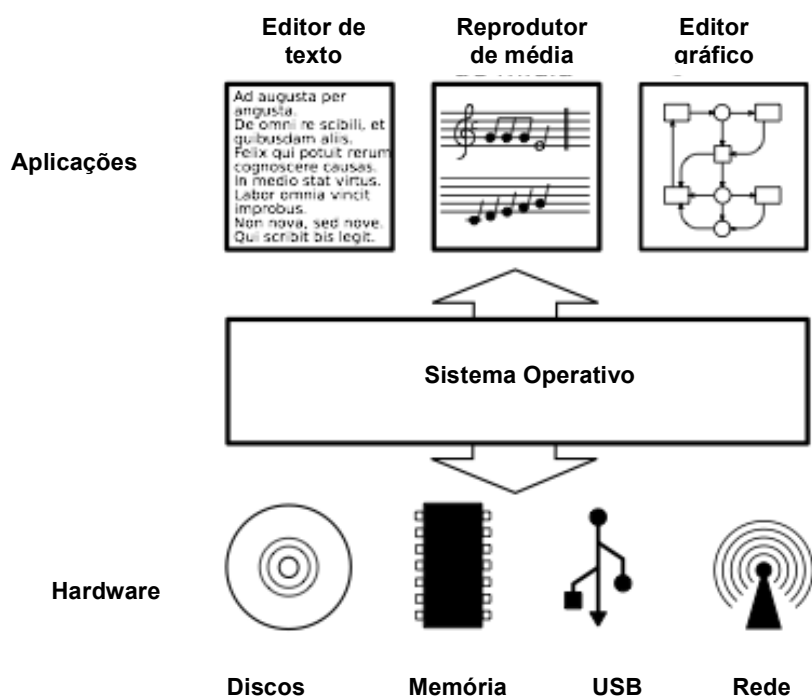 Editor de
texto
Reprodutor
de média
Editor
gráfico
Aplicações
Ad augusta per
angusta.
De omni re scibili, et
quibusdam aliis.
Felix qui potuit rerum
cognoscere causas.
In medio stat virtus.
Labor omnia vincit
improbus.
Non nova, sed nove.
Qui scribit bis legit.
Sistema Operativo
Hardware
Discos
Memória
USB
Rede